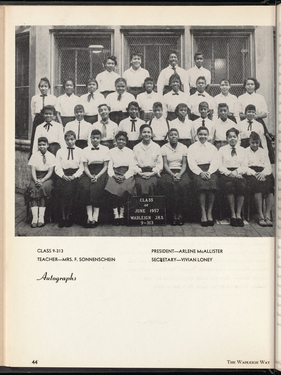 CLASS
OF
JUNE 1957
WADLEIGH J.H.S
9-313
CLASS 9-313
TEACHER—MRS. F. SONNENSCHEIN
PRESIDENT—ARLENE McALLISTER
SECRETARY—VIVIAN LONEY
Autographs
44
THE WADLEIGH WAY